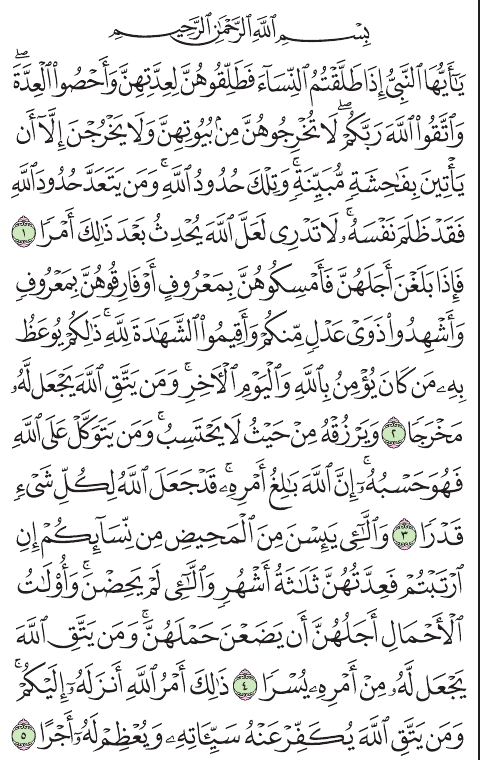 بِسْمِ ٱللَّهِ ٱلرَّحْمَٰنِ ٱلرَّحِيمِ
يَٰٓأَيُّهَا ٱلنَّبِىُّ إِذَا طَلَّقْتُمُ ٱلنِّسَآءَ فَطَلِّقُوهُنَّ لِعِدَّتِهِنَّ وَأَحْصُوا۟ ٱلْعِدَّةَ ۖ
وَٱتَّقُوا۟ ٱللَّهَ رَبَّكُمْ ۖ لَا تُخْرِجُوهُنَّ مِنۢ بُيُوتِهِنَّ وَلَا يَخْرُجْنَ إِلَّآ أَن
يَأْتِينَ بِفَٰحِشَةٍ مُّبَيِّنَةٍ ۚ وَتِلْكَ حُدُودُ ٱللَّهِ ۚ وَمَن يَتَعَدَّ حُدُودَ ٱللَّهِ
فَقَدْ ظَلَمَ نَفْسَهُۥ ۚ لَا تَدْرِى لَعَلَّ ٱللَّهَ يُحْدِثُ بَعْدَ ذَٰلِكَ أَمْرًا ١
فَإِذَا بَلَغْنَ أَجَلَهُنَّ فَأَمْسِكُوهُنَّ بِمَعْرُوفٍ أَوْ فَارِقُوهُنَّ بِمَعْرُوفٍ
وَأَشْهِدُوا۟ ذَوَىْ عَدْلٍ مِّنكُمْ وَأَقِيمُوا۟ ٱلشَّهَٰدَةَ لِلَّهِ ۚ ذَٰلِكُمْ يُوعَظُ
بِهِۦ مَن كَانَ يُؤْمِنُ بِٱللَّهِ وَٱلْيَوْمِ ٱلْءَاخِرِ ۚ وَمَن يَتَّقِ ٱللَّهَ يَجْعَل لَّهُۥ
مَخْرَجًا ٢ وَيَرْزُقْهُ مِنْ حَيْثُ لَا يَحْتَسِبُ ۚ وَمَن يَتَوَكَّلْ عَلَى ٱللَّهِ
فَهُوَ حَسْبُهُۥٓ ۚ إِنَّ ٱللَّهَ بَٰلِغُ أَمْرِهِۦ ۚ قَدْ جَعَلَ ٱللَّهُ لِكُلِّ شَىْءٍ
قَدْرًا ٣ وَٱلَّٰٓـِٔى يَئِسْنَ مِنَ ٱلْمَحِيضِ مِن نِّسَآئِكُمْ إِنِ
ٱرْتَبْتُمْ فَعِدَّتُهُنَّ ثَلَٰثَةُ أَشْهُرٍ وَٱلَّٰٓـِٔى لَمْ يَحِضْنَ ۚ وَأُو۟لَٰتُ
ٱلْأَحْمَالِ أَجَلُهُنَّ أَن يَضَعْنَ حَمْلَهُنَّ ۚ وَمَن يَتَّقِ ٱللَّهَ
يَجْعَل لَّهُۥ مِنْ أَمْرِهِۦ يُسْرًا ٤ ذَٰلِكَ أَمْرُ ٱللَّهِ أَنزَلَهُۥٓ إِلَيْكُمْ ۚ
وَمَن يَتَّقِ ٱللَّهَ يُكَفِّرْ عَنْهُ سَيِّـَٔاتِهِۦ وَيُعْظِمْ لَهُۥٓ أَجْرًا ٥